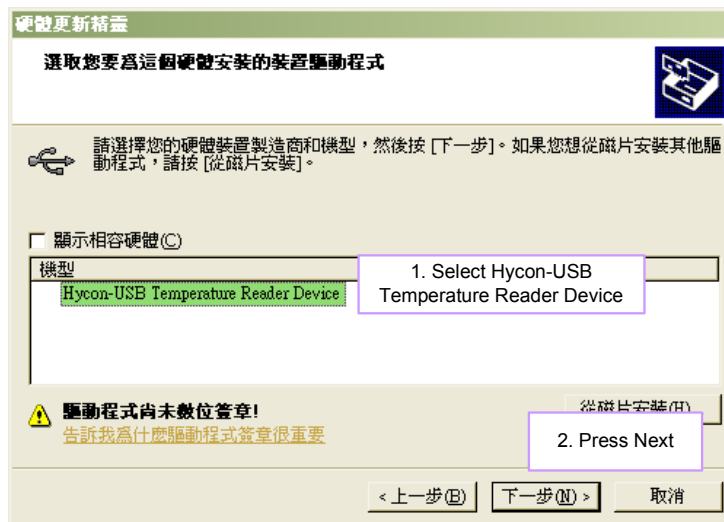 硬體更新精靈
選取您要為這個硬體安裝的裝置驅動程式
請選擇您的硬體裝置製造商和機型，然後按 [下一步]。如果您想從磁片安裝其他驅
動程式，請按 [從磁片安裝]。
顯示相容硬體(C)
機型
Hycon-USB Temperature Reader Device
1. Select Hycon-USB
Temperature Reader Device
驅動程式尚未數位簽章!
告訴我為什麼驅動程式簽章很重要
從磁片安裝(H)...
2. Press Next
<上一步(B)
下一步(N)>
取消